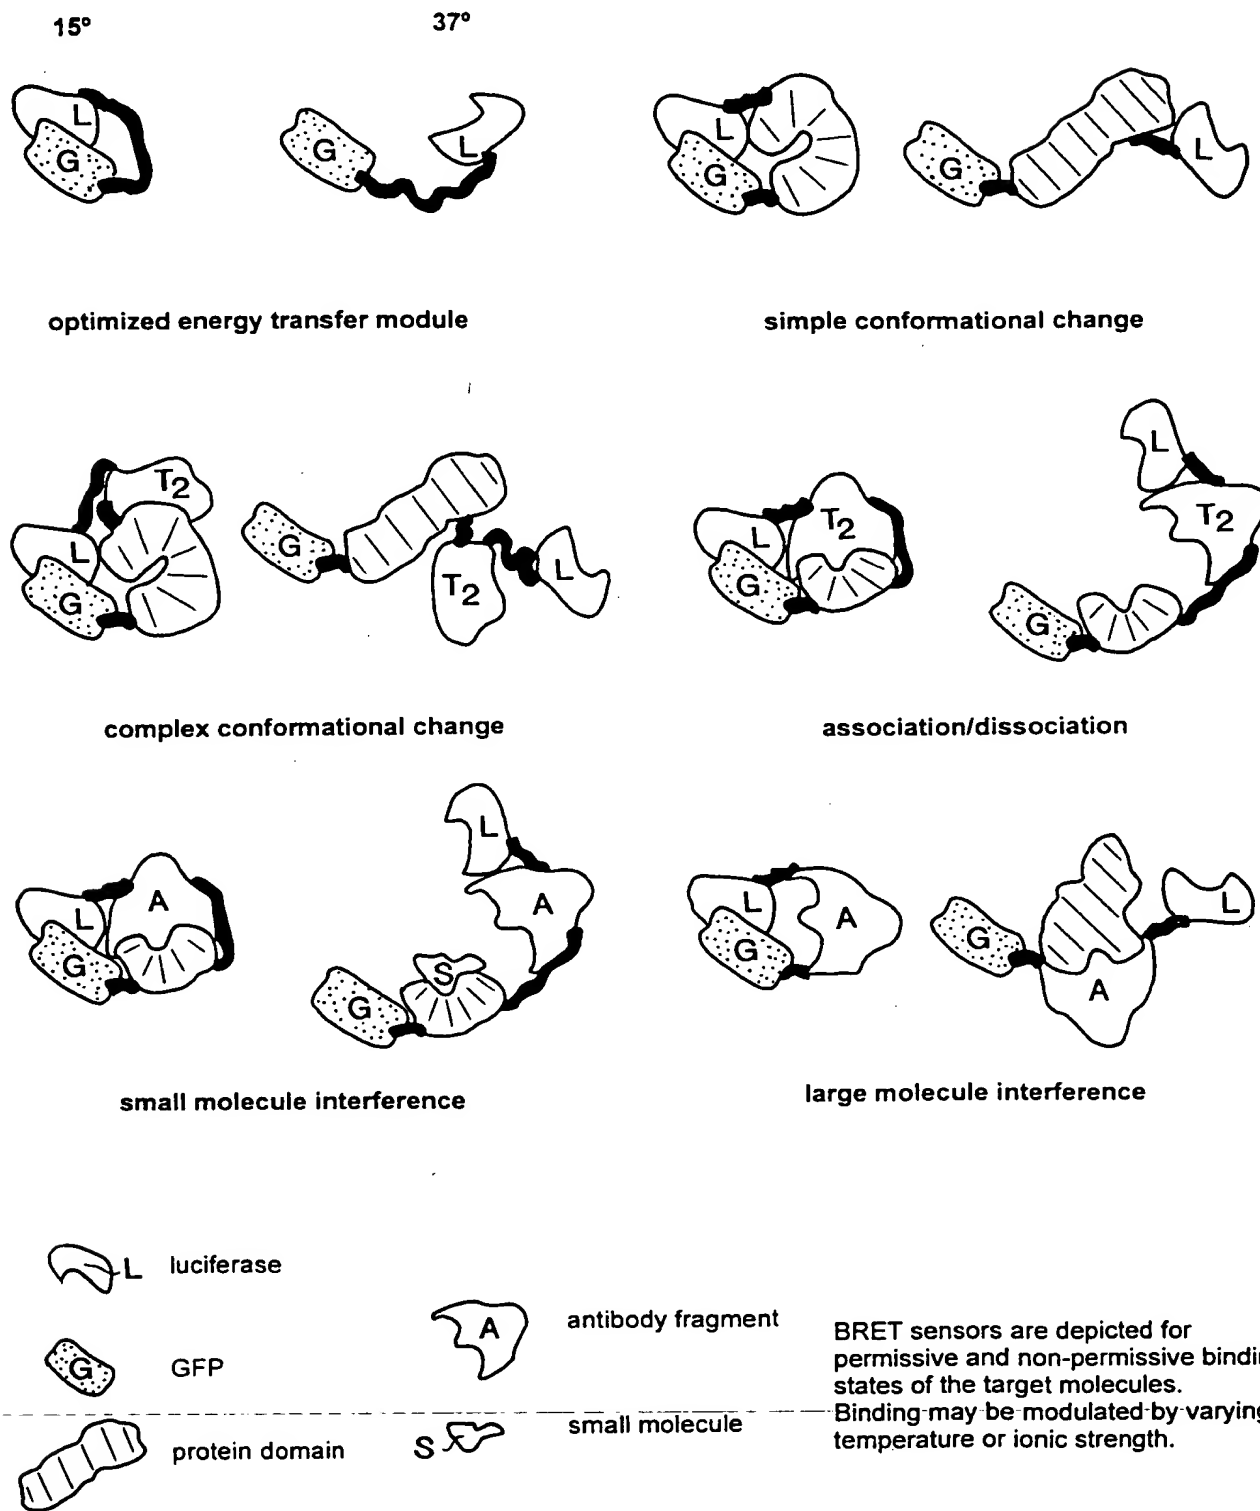 15° 37°
L L L L
G G G G
optimized energy transfer module simple conformational change
L
T2 L
T2 T2
G L L
G T2 L G G
complex conformational change association/dissociation
L
A A L A G L
L G S G A
G
small molecule interference large molecule interference
L luciferase
A antibody fragment
G GFP
BRET sensors are depicted for
permissive and non-permissive
states of the target molecules.
Binding may be modulated by varying
temperature or ionic strength.
S small molecule
protein domain